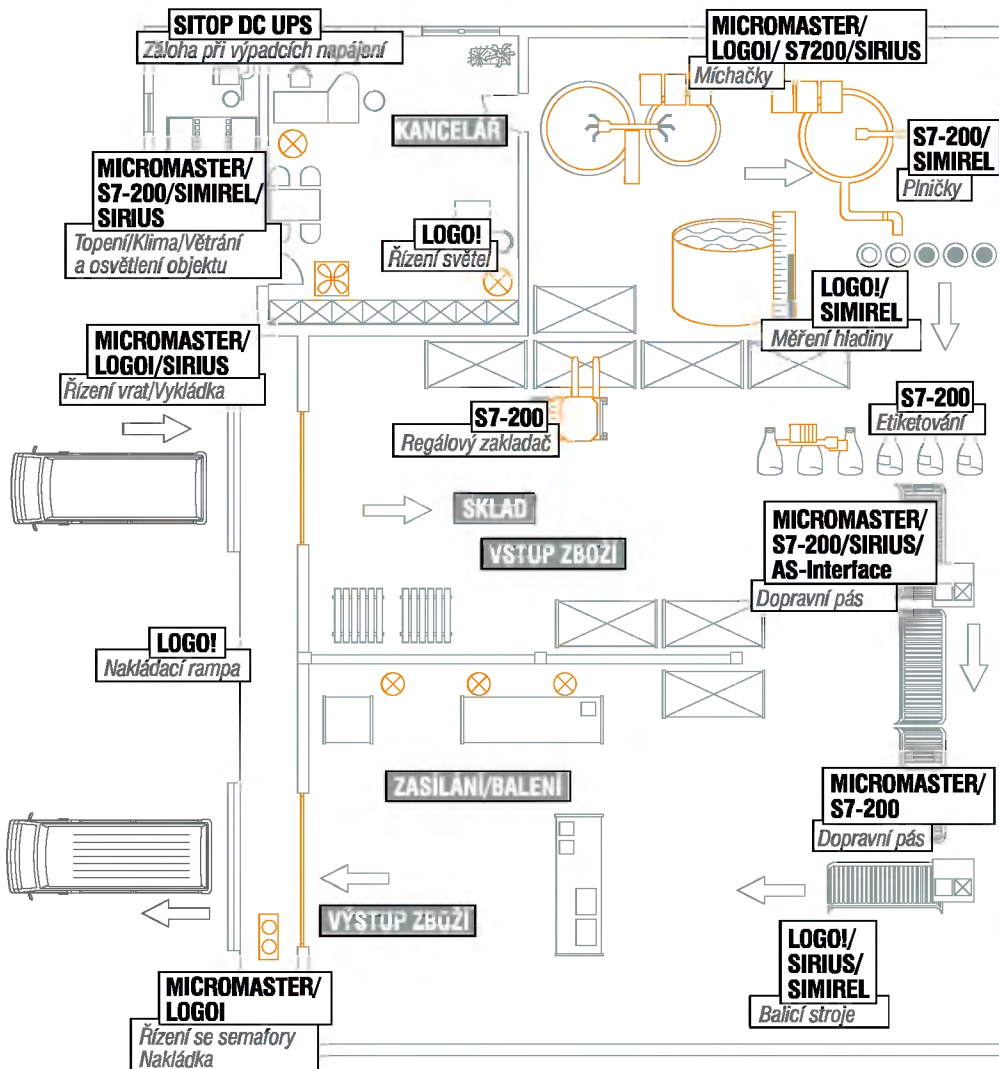 SITOP DC UPS
Záloha při výpadcích napájení
MICROMASTER/
LOGO!/ S7200/SIRIUS
Míchačky
KANCELÁŘ
S7-200/
SIMIREL
Plničky
MICROMASTER/
S7-200/SIMIREL/
SIRIUS
Topení/Klima/Větrání
a osvětlení objektu
LOGO!
Řízení světel
LOGO!/
SIMIREL
Měření hladiny
MICROMASTER/
LOGO!/SIRIUS
Řízení vrat/Vykládka
S7-200
Regálový zakladač
S7-200
Etiketování
SKLAD
VSTUP ZBOŽÍ
MICROMASTER/
S7-200/SIRIUS/
AS-Interface
Dopravní pás
LOGO!
Nakládací rampa
ZASÍLÁNÍ/BALENÍ
MICROMASTER/
S7-200
Dopravní pás
VÝSTUP ZBOŽÍ
LOGO!/
SIRIUS/
SIMIREL
Balicí stroje
MICROMASTER/
LOGO!
Řízení se semafory
Nakládka